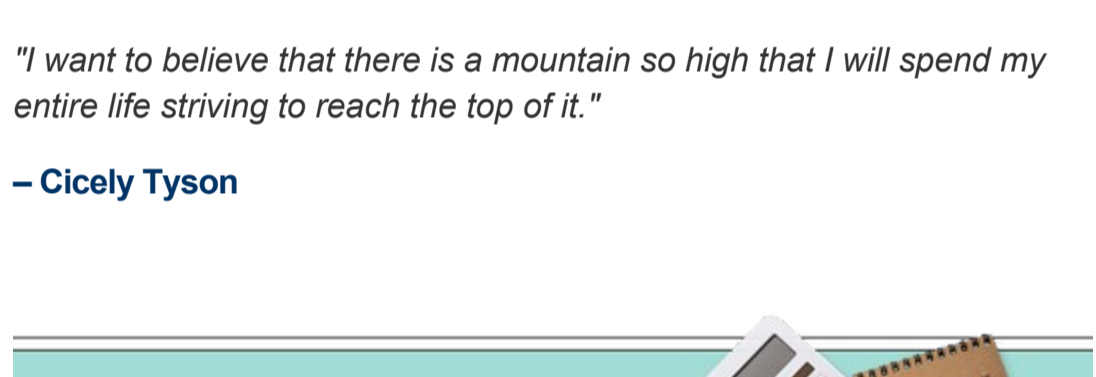 "I want to believe that there is a mountain so high that I will spend my
entire life striving to reach the top of it."
– Cicely Tyson